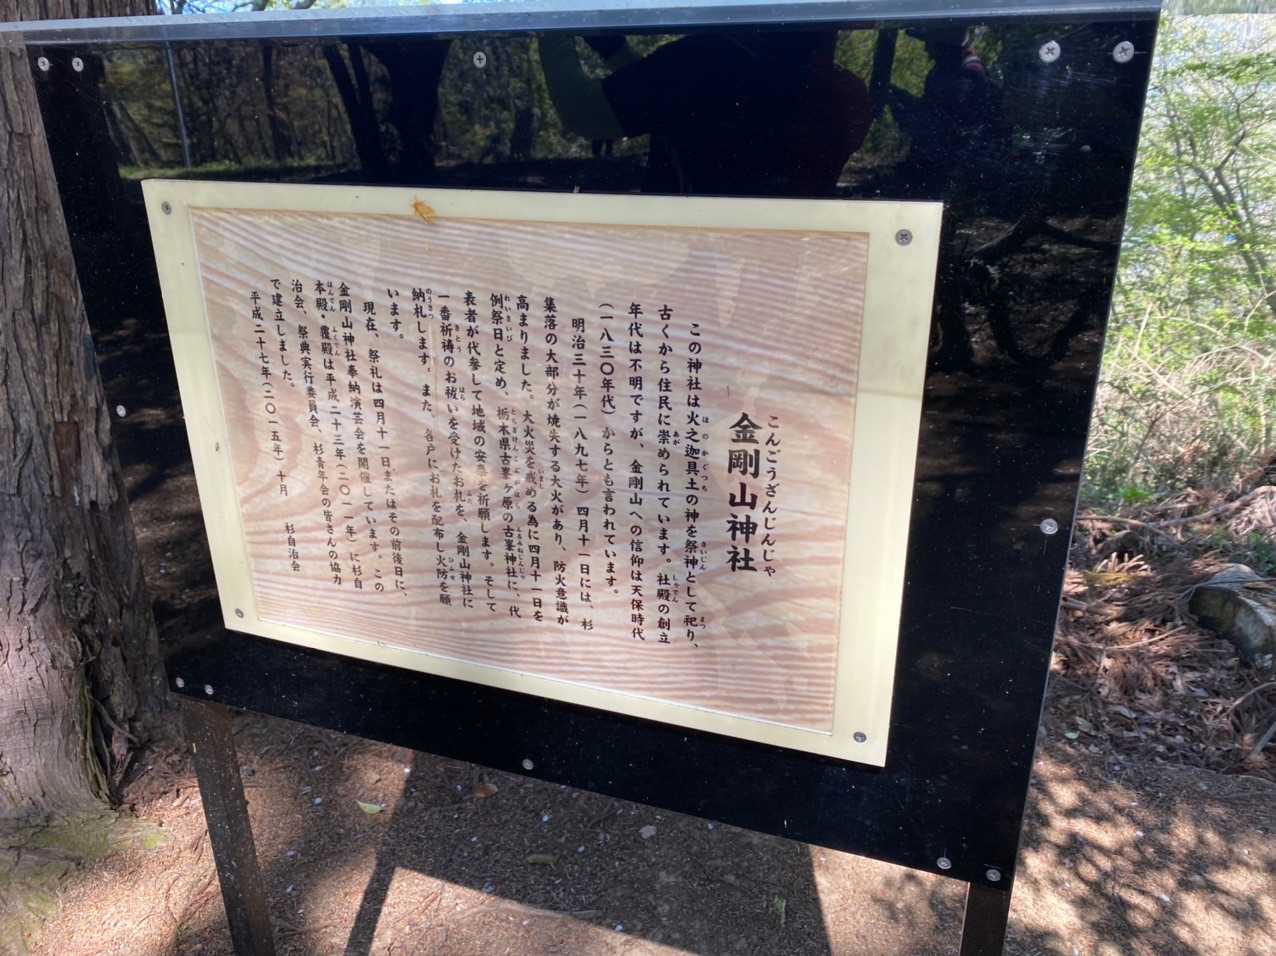 こんごうさんじんじゃ
金剛山神社
この神社は火之迦具土の神を祭神として祀り、
古くから住民に崇められています。社殿の創立
年代は不明ですが、金剛山への信仰は天保時代
(一八三〇年代)からとも言われています。
明治三十年(一八九七年)四月十一日には、杉
集落の大部分が焼失する大火があり、防火意識が
高まりました。大火災を戒める為に四月十一日を
例祭日と定め、栃木県古峯ヶ原の古峯神社に、代
表者が代参して地域の安泰を祈願します。そして
一番祈祷のお祓いを受けたお札を、金剛山神社に
納札します。また、各戸にお札を配布し火防を願
います。
現在、祭礼は四月十一日またはその前後日に、
金剛山神社奉納演芸会を開催しています。この
本殿、覆殿は平成二十三年(二〇一一年)に杉自
治会、祭典実行委員会、杉青年会の皆さんの協力
で建立しました。
平成二十七年(二〇一五年)十月 杉自治会